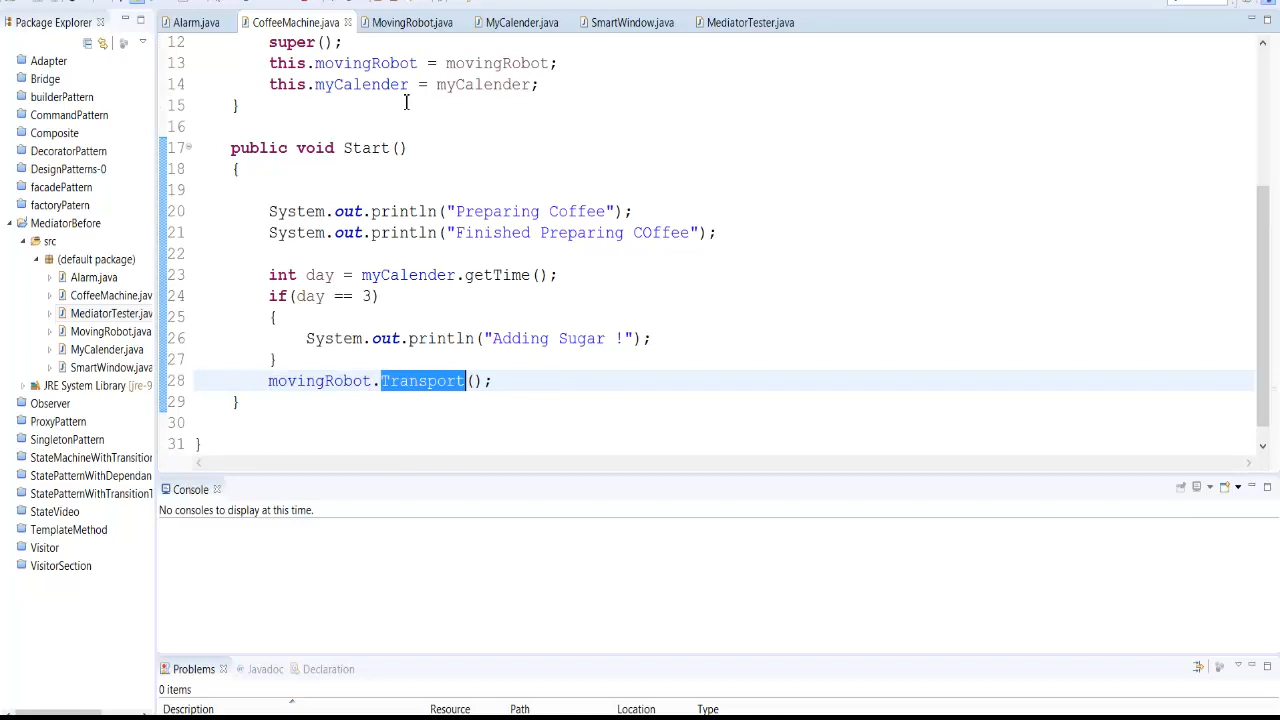 Package Explorer
Alarm.java
CoffeeMachine.java
MovingRobot.java
MyCalender.java
SmartWindow.java
MediatorTester.java
Adapter
Bridge
builderPattern
CommandPattern
Composite
DecoratorPattern
DesignPatterns-0
facadePattern
factoryPatern
MediatorBefore
src
(default package)
Alarm.java
CoffeeMachine.jav
MediatorTester.jav
MovingRobot.java
MyCalender.java
SmartWindow.java
JRE System Library [jre-9
Observer
ProxyPattern
SingletonPattern
StateMachineWithTransition
StatePatternWithDependan
StatePatternWithTransitionT
StateVideo
TemplateMethod
Visitor
VisitorSection
12 super();
13 this.movingRobot = movingRobot;
14 this.myCalender = myCalender;
15 }
16
17 public void Start()
18 {
19
20 System.out.println("Preparing Coffee");
21 System.out.println("Finished Preparing COffee");
22
23 int day = myCalender.getTime();
24 if(day == 3)
25 {
26 System.out.println("Adding Sugar !");
27 }
28 movingRobot.Transport();
29 }
30
31 }
Console
No consoles to display at this time.
Problems
Javadoc
Declaration
0 items
Description
Resource
Path
Location
Type